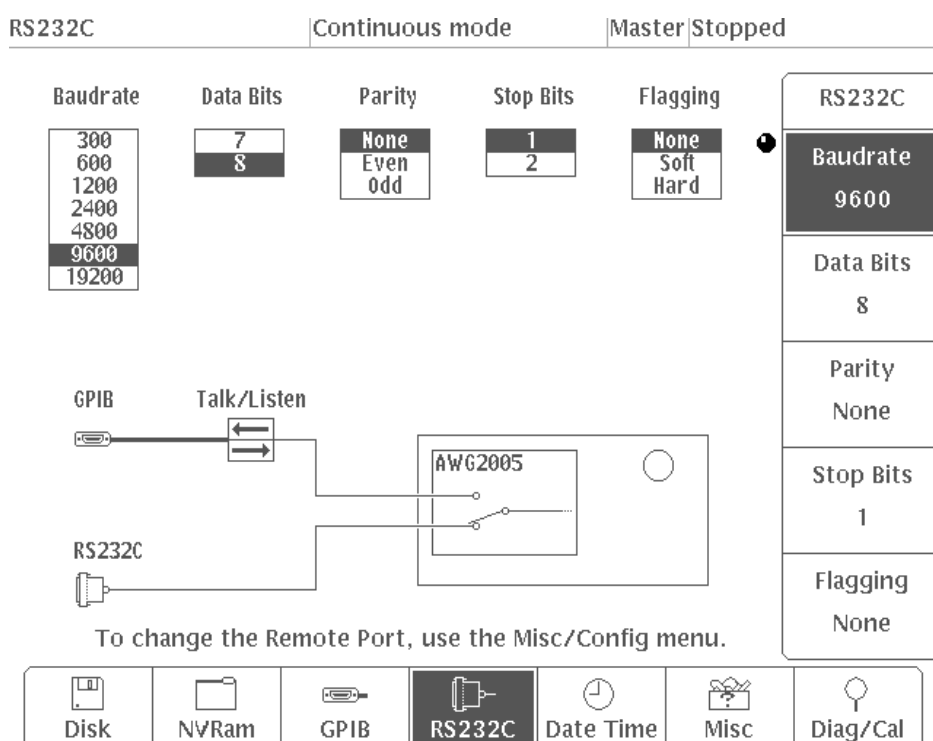 RS232C Continuous mode Master Stopped
Baudrate Data Bits Parity Stop Bits Flagging
300
600
1200
2400
4800
9600
19200
7
8
None
Even
Odd
1
2
None
Soft
Hard
RS232C
Baudrate
9600
Data Bits
8
Parity
None
Stop Bits
1
Flagging
None
GPIB Talk/Listen
AWG2005
RS232C
To change the Remote Port, use the Misc/Config menu.
Disk NVRam GPIB RS232C Date Time Misc Diag/Cal